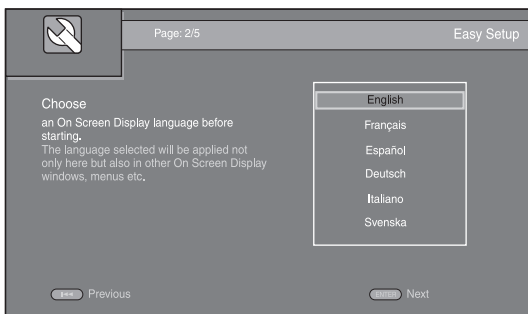 Page: 2/5
Easy Setup
Choose
an On Screen Display language before
starting.
The language selected will be applied not
only here but also in other On Screen Display
windows, menus etc.
English
Français
Español
Deutsch
Italiano
Svenska
Previous
ENTER Next